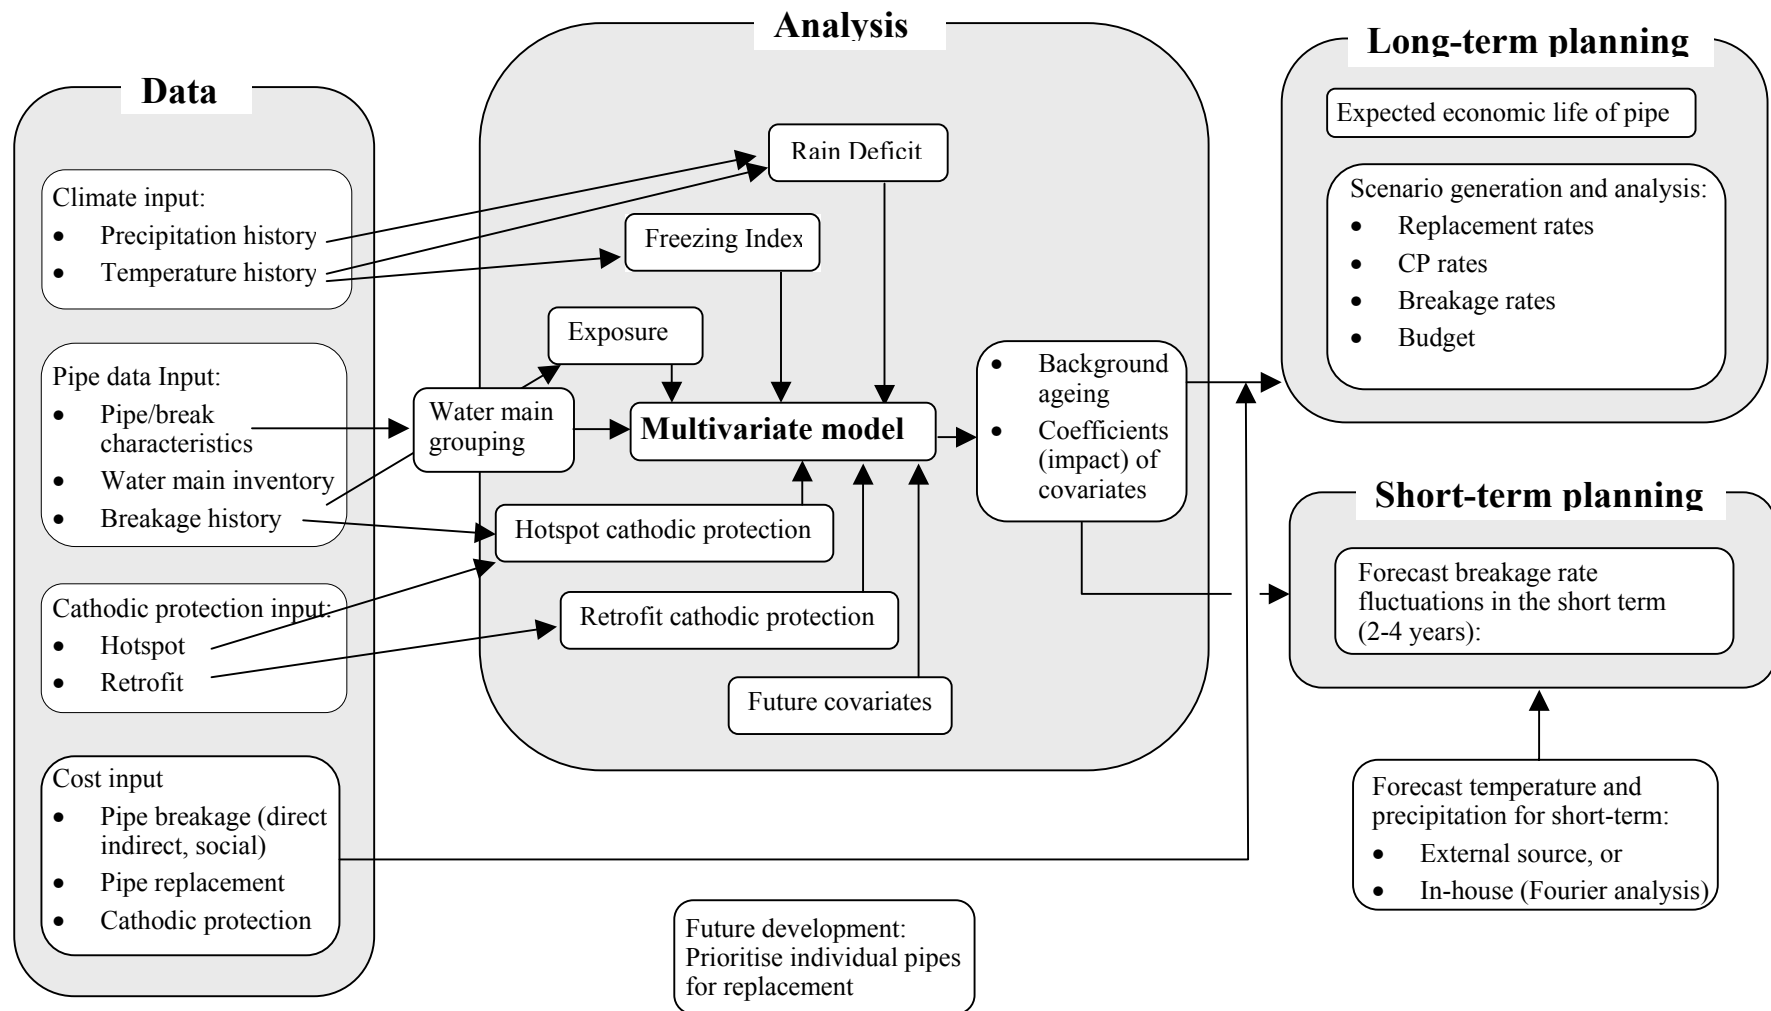 Data
Climate input:
• Precipitation history
• Temperature history
Pipe data Input:
• Pipe/break
characteristics
• Water main inventory
• Breakage history
Cathodic protection input:
• Hotspot
• Retrofit
Cost input
• Pipe breakage (direct
indirect, social)
• Pipe replacement
• Cathodic protection
Analysis
Rain Deficit
Freezing Index
Exposure
Water main
grouping
Multivariate model
Hotspot cathodic protection
Retrofit cathodic protection
Future covariates
• Background
ageing
• Coefficients
(impact) of
covariates
Future development:
Prioritise individual pipes
for replacement
Long-term planning
Expected economic life of pipe
Scenario generation and analysis:
• Replacement rates
• CP rates
• Breakage rates
• Budget
Short-term planning
Forecast breakage rate
fluctuations in the short term
(2-4 years):
Forecast temperature and
precipitation for short-term:
• External source, or
• In-house (Fourier analysis)